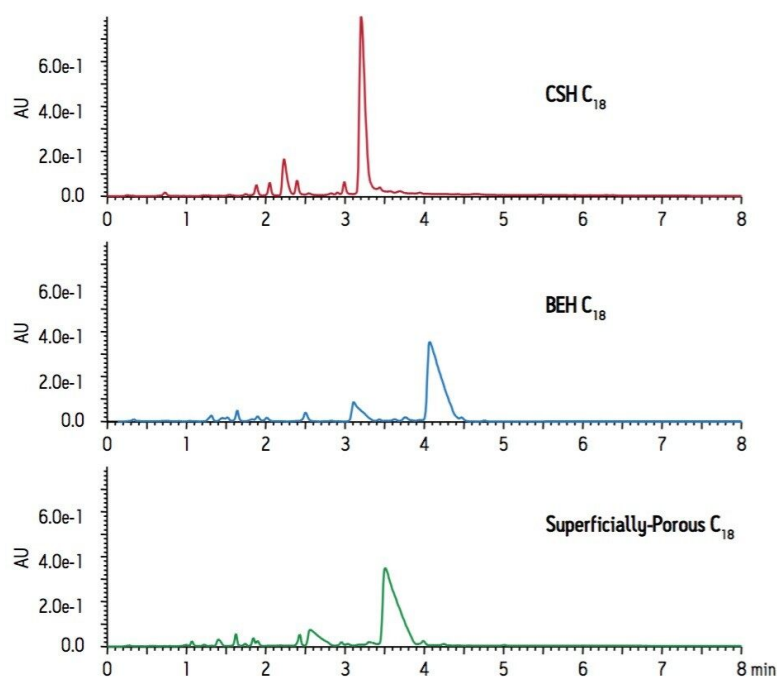 AU
6.0e-1
4.0e-1
2.0e-1
0.0
CSH C₁₈
0 1 2 3 4 5 6 7 8
AU
6.0e-1
4.0e-1
2.0e-1
0.0
BEH C₁₈
0 1 2 3 4 5 6 7 8
AU
6.0e-1
4.0e-1
2.0e-1
0.0
Superficially-Porous C₁₈
0 1 2 3 4 5 6 7 8 min